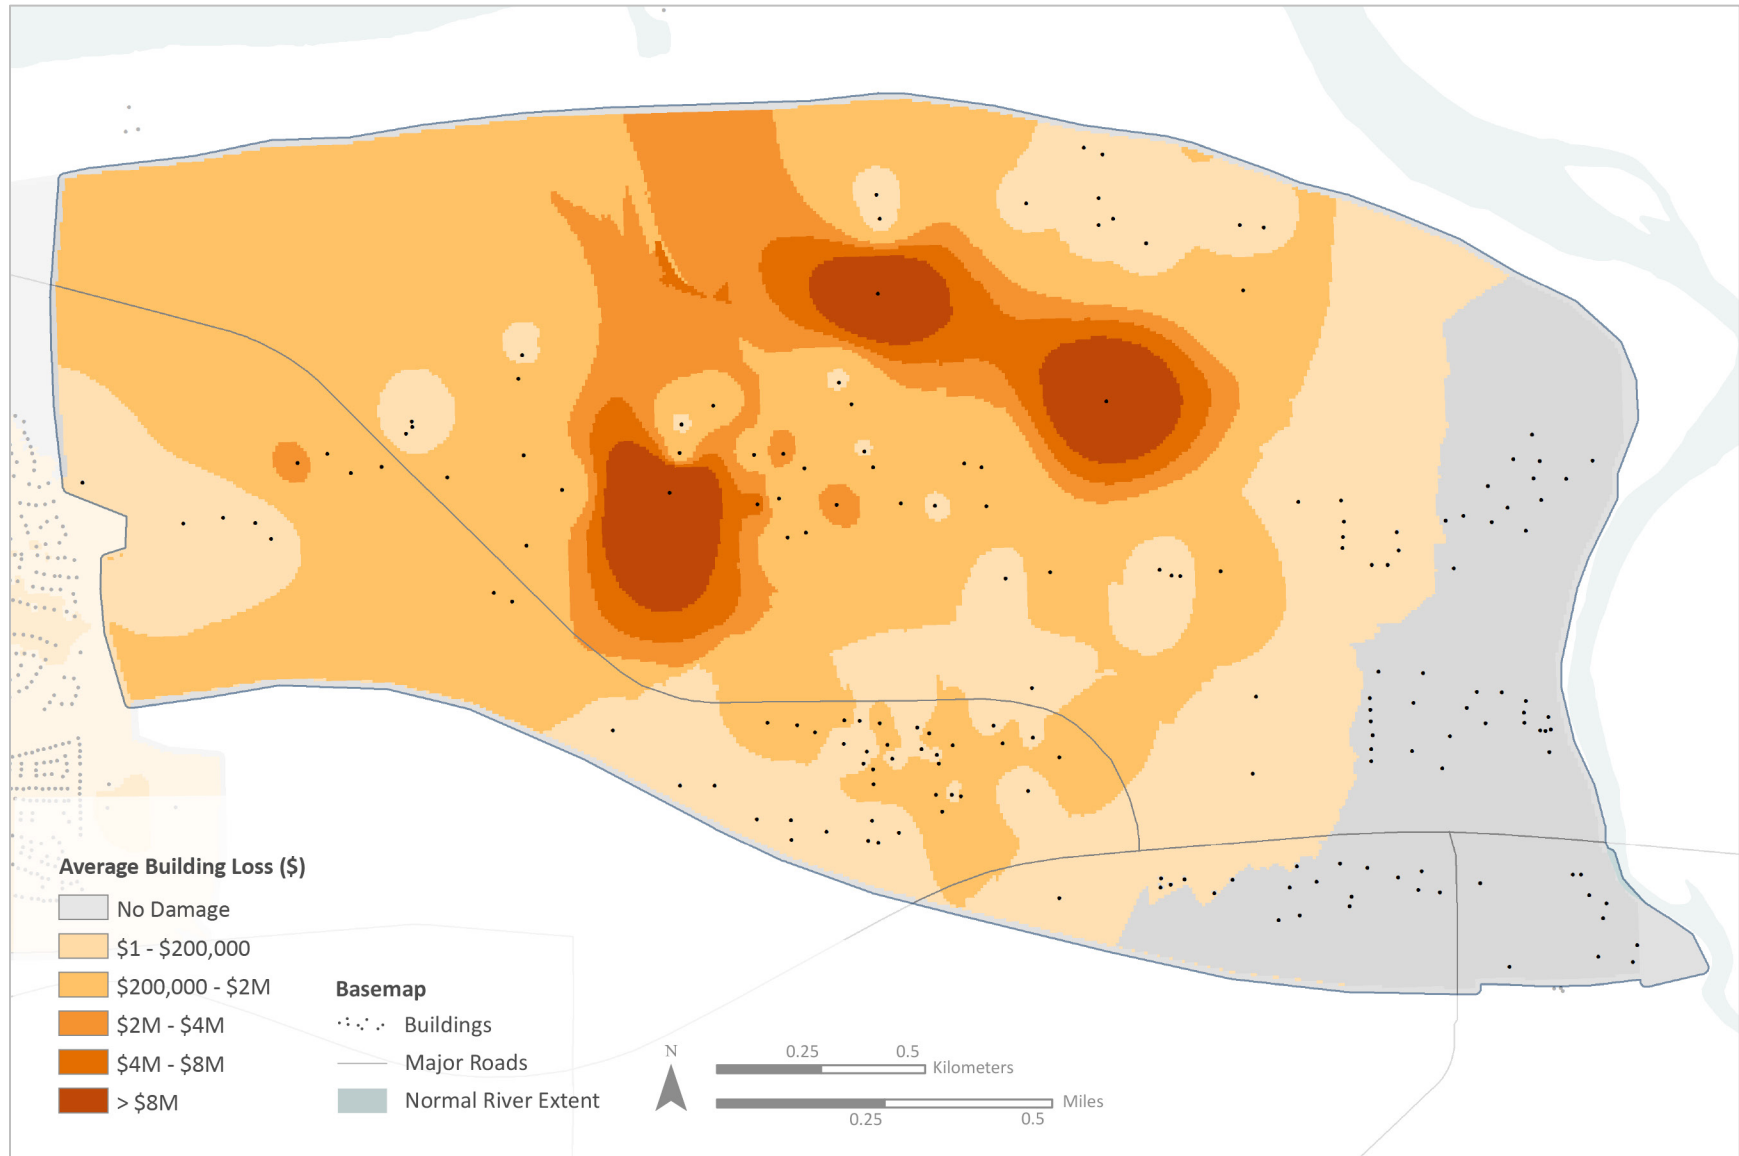 Average Building Loss ($)
No Damage
$1 - $200,000
$200,000 - $2M
$2M - $4M
$4M - $8M
> $8M
Basemap
Buildings
Major Roads
Normal River Extent
N
0.25 0.5
Kilometers
Miles
0.25 0.5